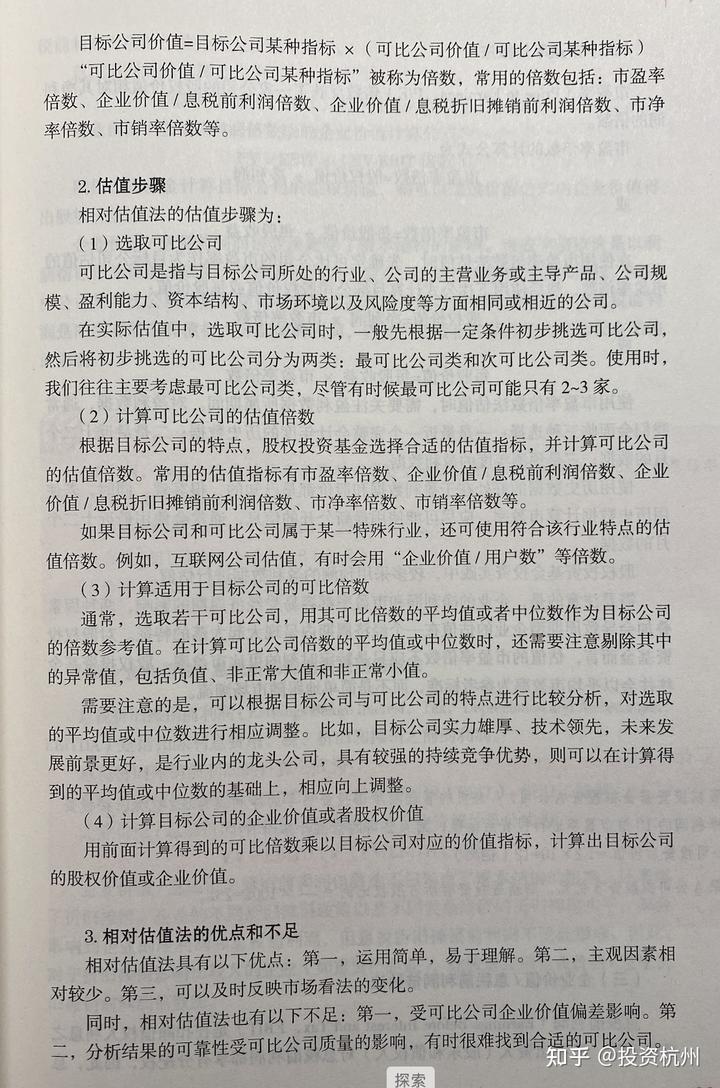 目标公司价值=目标公司某种指标 ×（可比公司价值 / 可比公司某种指标）
“可比公司价值 / 可比公司某种指标”被称为倍数，常用的倍数包括：市盈率
倍数、企业价值 / 息税前利润倍数、企业价值 / 息税折旧摊销前利润倍数、市净
率倍数、市销率倍数等。
2. 估值步骤
相对估值法的估值步骤为：
（1）选取可比公司
可比公司是指与目标公司所处的行业、公司的主营业务或主导产品、公司规
模、盈利能力、资本结构、市场环境以及风险度等方面相同或相近的公司。
在实际估值中，选取可比公司时，一般先根据一定条件初步挑选可比公司，
然后将初步挑选的可比公司分为两类：最可比公司类和次可比公司类。使用时，
我们往往主要考虑最可比公司类，尽管有时候最可比公司可能只有 2~3 家。
（2）计算可比公司的估值倍数
根据目标公司的特点，股权投资基金选择合适的估值指标，并计算可比公司
的估值倍数。常用的估值指标有市盈率倍数、企业价值 / 息税前利润倍数、企业
价值 / 息税折旧摊销前利润倍数、市净率倍数、市销率倍数等。
如果目标公司和可比公司属于某一特殊行业，还可使用符合该行业特点的估
值倍数。例如，互联网公司估值，有时会用“企业价值 / 用户数”等倍数。
（3）计算适用于目标公司的可比倍数
通常，选取若干可比公司，用其可比倍数的平均值或者中位数作为目标公司
的倍数参考值。在计算可比公司倍数的平均值或中位数时，还需要注意剔除其中
的异常值，包括负值、非正常大值和非正常小值。
需要注意的是，可以根据目标公司与可比公司的特点进行比较分析，对选取
的平均值或中位数进行相应调整。比如，目标公司实力雄厚、技术领先，未来发
展前景更好，是行业内的龙头公司，具有较强的持续竞争优势，则可以在计算得
到的平均值或中位数的基础上，相应向上调整。
（4）计算目标公司的企业价值或者股权价值
用前面计算得到的可比倍数乘以目标公司对应的价值指标，计算出目标公司
的股权价值或企业价值。
3. 相对估值法的优点和不足
相对估值法具有以下优点：第一，运用简单，易于理解。第二，主观因素相
对较少。第三，可以及时反映市场看法的变化。
同时，相对估值法也有以下不足：第一，受可比公司企业价值偏差影响。第
二，分析结果的可靠性受可比公司质量的影响，有时很难找到合适的可比公司。
知乎 @投资杭州
探索